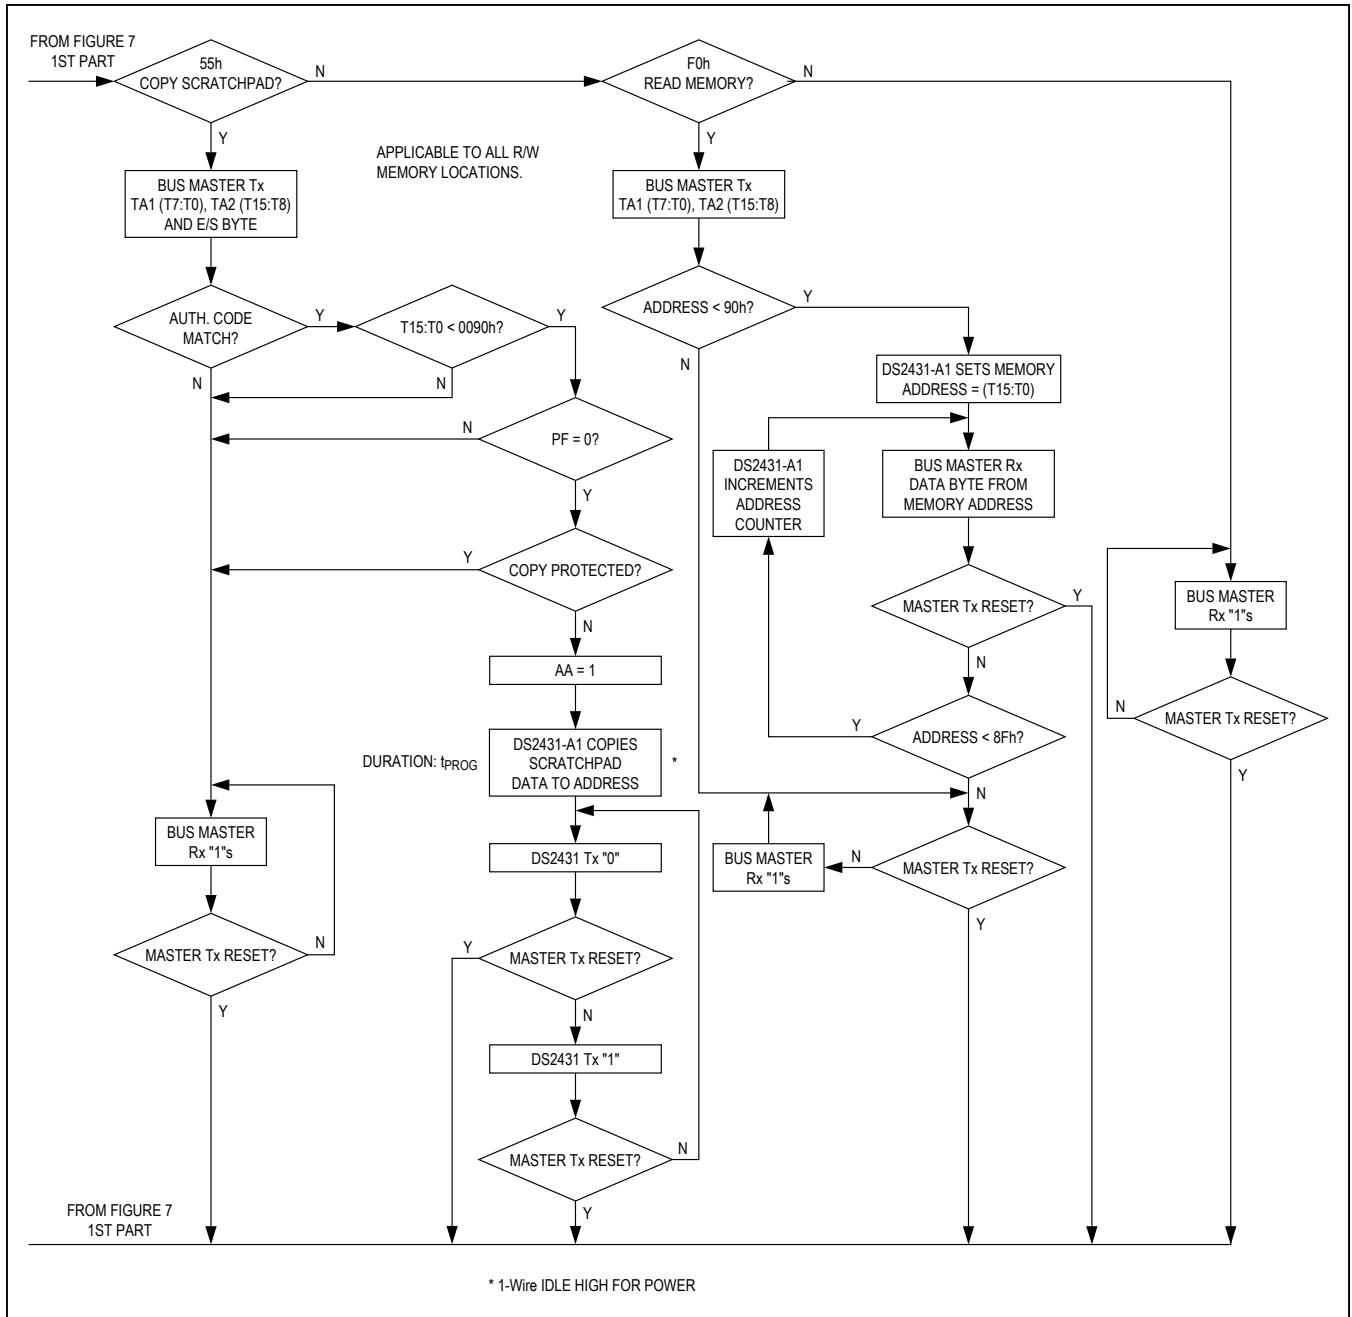 FROM FIGURE 7
1ST PART
55h
COPY SCRATCHPAD?
N
Y
F0h
READ MEMORY?
N
Y
APPLICABLE TO ALL R/W
MEMORY LOCATIONS.
BUS MASTER Tx
TA1 (T7:T0), TA2 (T15:T8)
AND E/S BYTE
BUS MASTER Tx
TA1 (T7:T0), TA2 (T15:T8)
AUTH. CODE
MATCH?
Y
N
T15:T0 < 0090h?
Y
N
ADDRESS < 90h?
Y
N
DS2431-A1 SETS MEMORY
ADDRESS = (T15:T0)
PF = 0?
N
Y
DS2431-A1
INCREMENTS
ADDRESS
COUNTER
BUS MASTER Rx
DATA BYTE FROM
MEMORY ADDRESS
COPY PROTECTED?
Y
N
MASTER Tx RESET?
Y
N
BUS MASTER
Rx "1"s
MASTER Tx RESET?
N
Y
AA = 1
ADDRESS < 8Fh?
Y
N
DURATION: tPROG
DS2431-A1 COPIES
SCRATCHPAD
DATA TO ADDRESS
*
BUS MASTER
Rx "1"s
MASTER Tx RESET?
N
Y
DS2431 Tx "0"
BUS MASTER
Rx "1"s
MASTER Tx RESET?
N
Y
MASTER Tx RESET?
Y
N
DS2431 Tx "1"
MASTER Tx RESET?
N
Y
FROM FIGURE 7
1ST PART
* 1-Wire IDLE HIGH FOR POWER